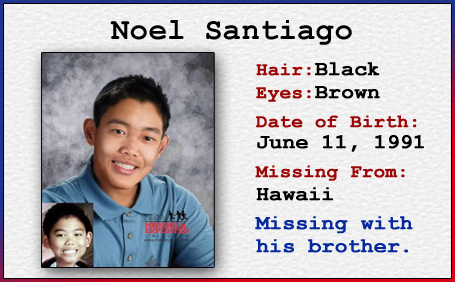 Noel Santiago
Hair:Black
Eyes:Brown
Date of Birth:
June 11, 1991
Missing From:
Hawaii
Missing with
his brother.